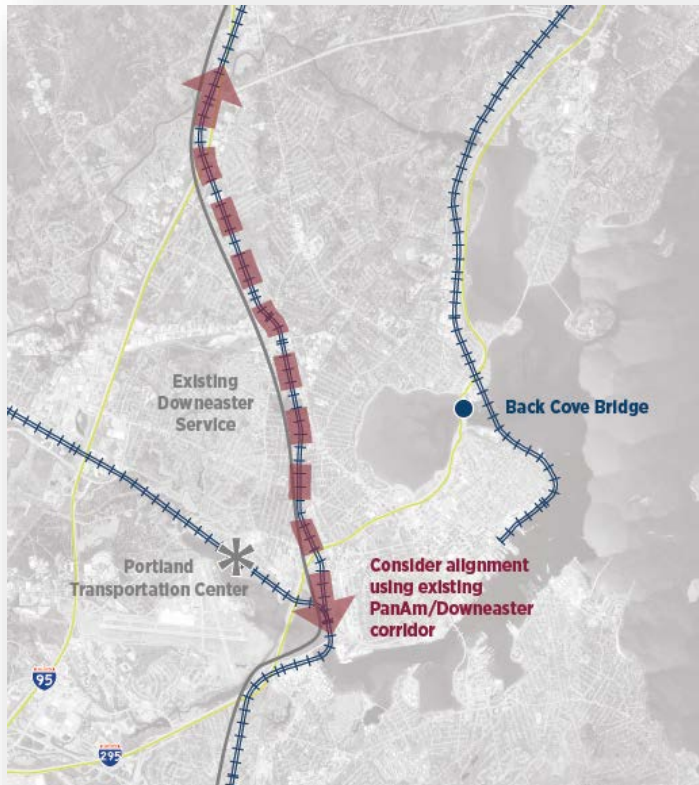 Existing
Downeaster
Service
Back Cove Bridge
Portland
Transportation Center
Consider alignment
using existing
PanAm/Downeaster
corridor
95
295